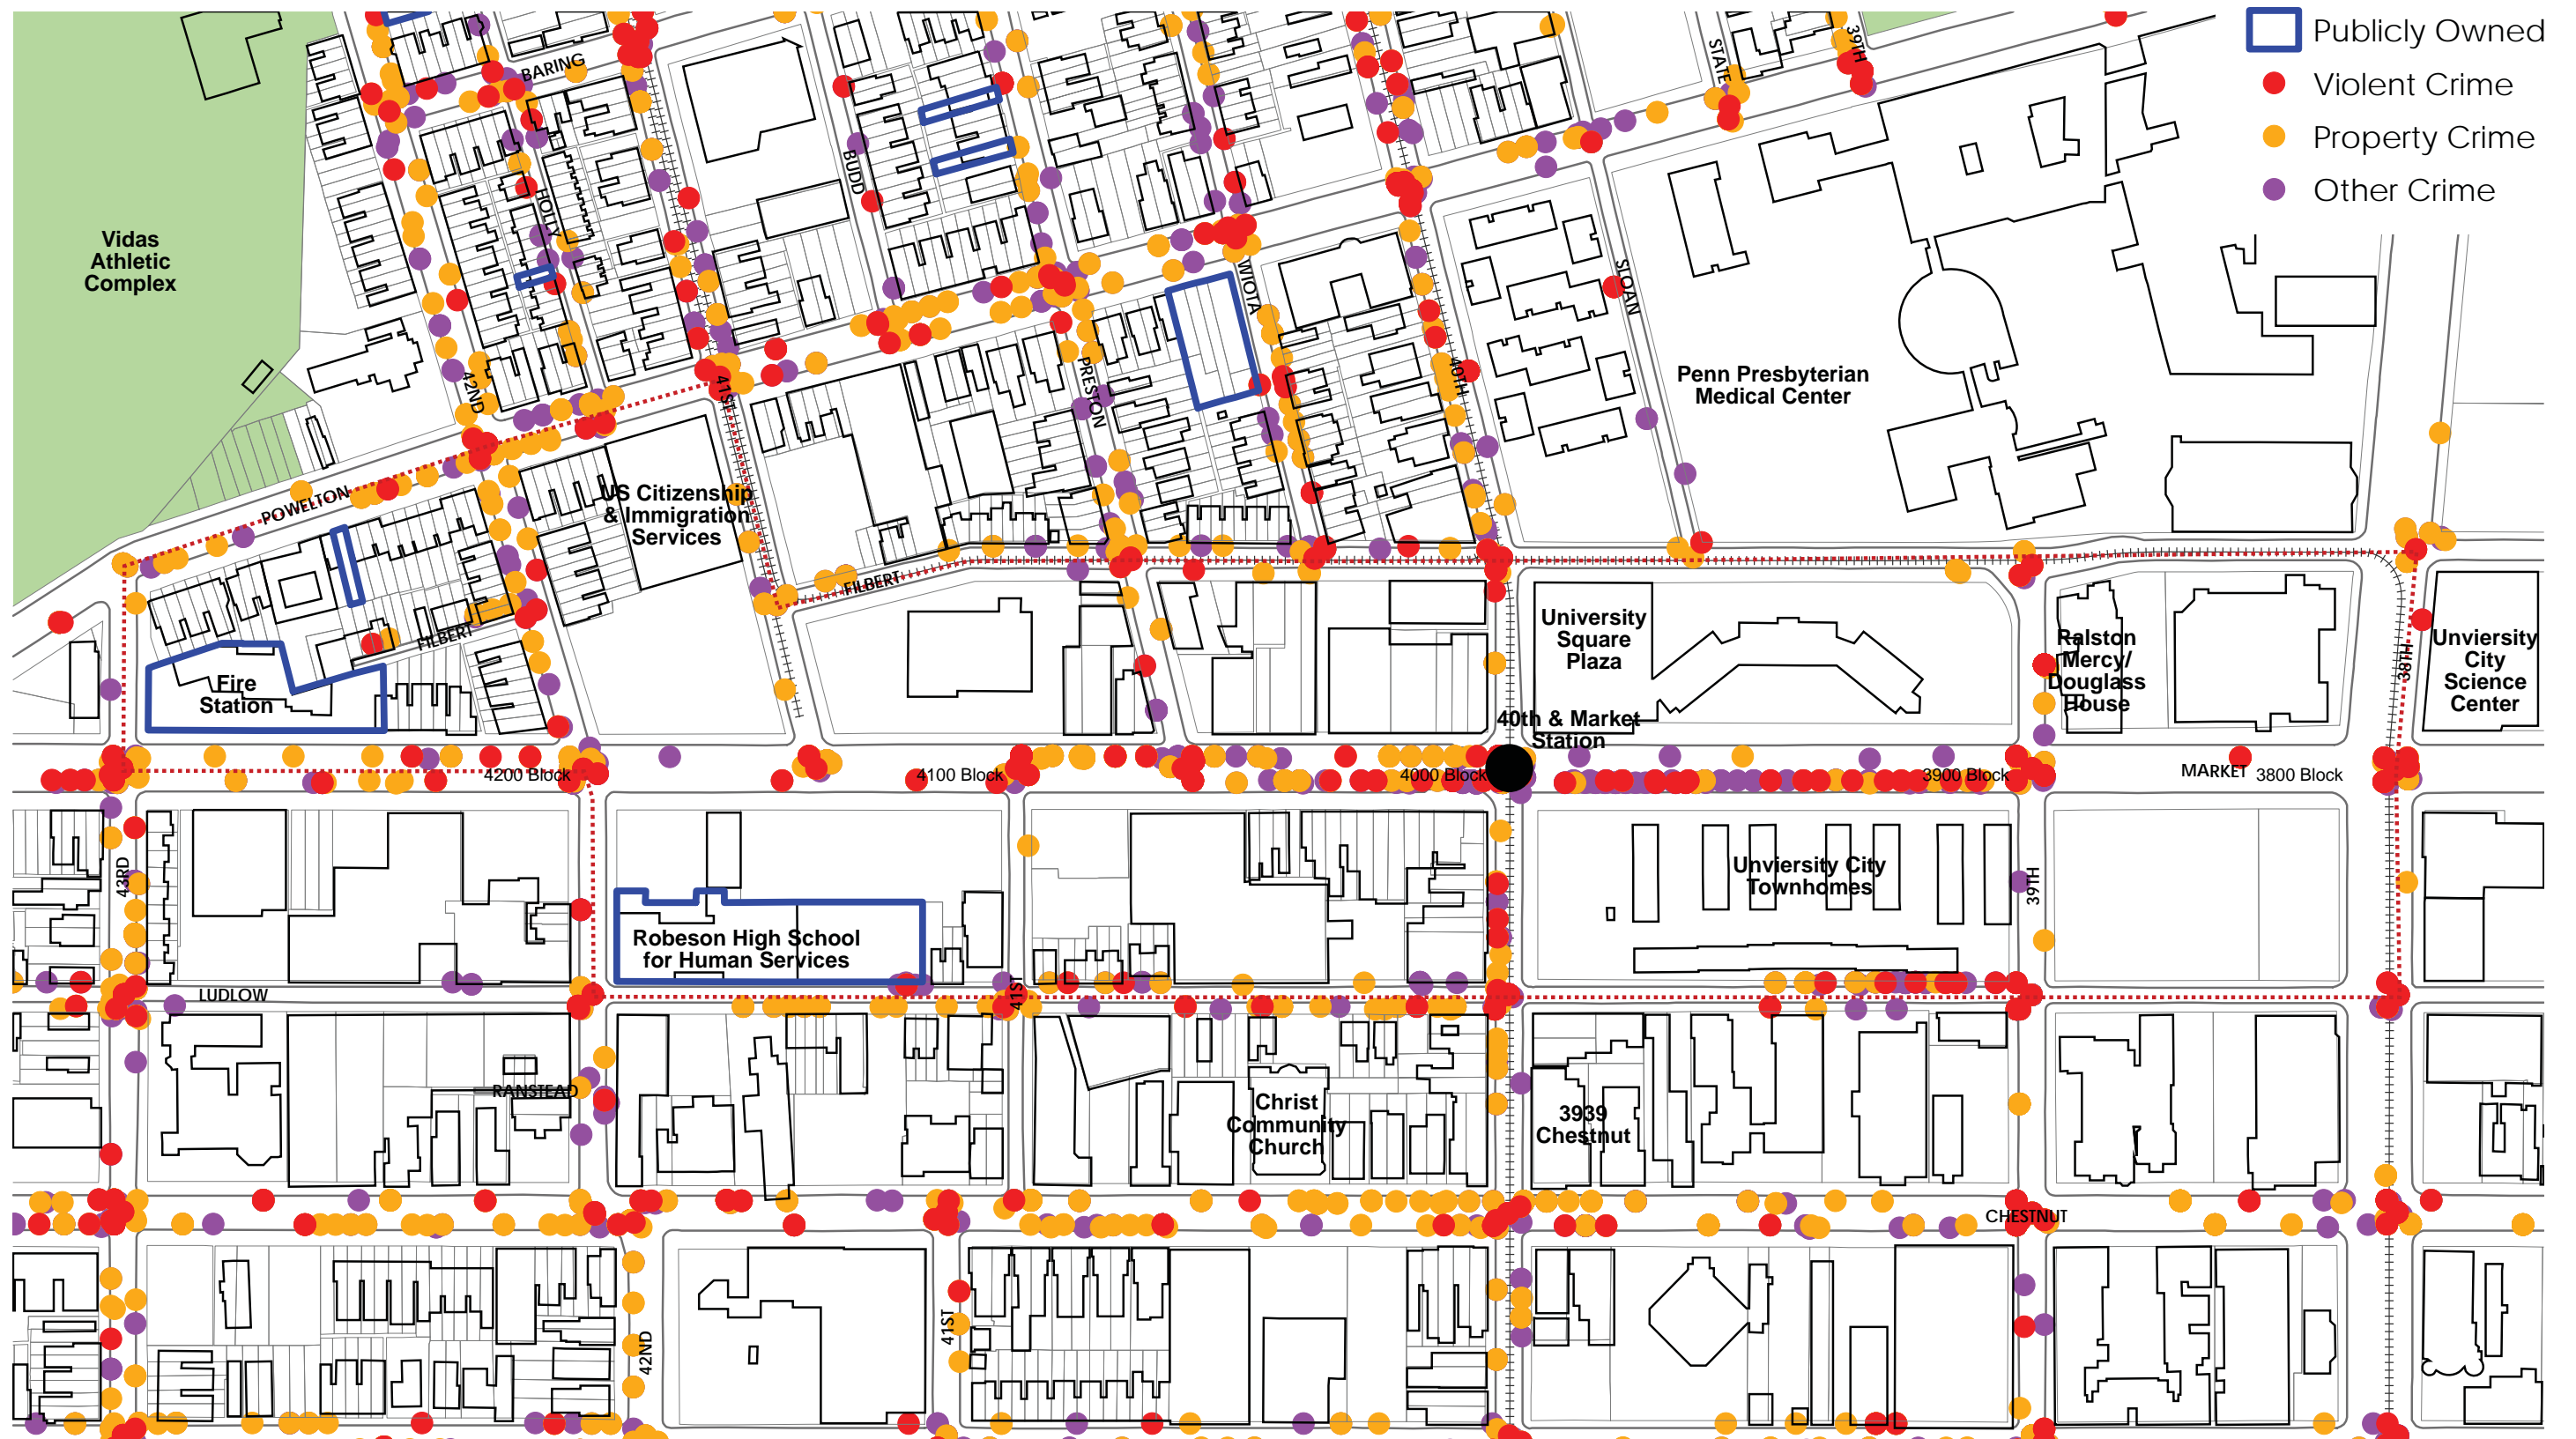 Publicly Owned
Violent Crime
Property Crime
Other Crime
BARING
STATE
39TH
BUDD
HOLLY
Vidas
Athletic
Complex
WIOTA
SLOAN
42ND
41ST
PRESTON
40TH
Penn Presbyterian
Medical Center
POWELTON
US Citizenship
& Immigration
Services
FILBERT
FILBERT
University
Square
Plaza
Ralston
Mercy/
Douglass
House
38TH
Unviersity
City
Science
Center
Fire
Station
40th & Market
Station
4200 Block
4100 Block
4000 Block
3900 Block
MARKET
3800 Block
43RD
Unviersity City
Townhomes
39TH
Robeson High School
for Human Services
LUDLOW
41ST
RANSTEAD
Christ
Community
Church
3939
Chestnut
CHESTNUT
42ND
41ST